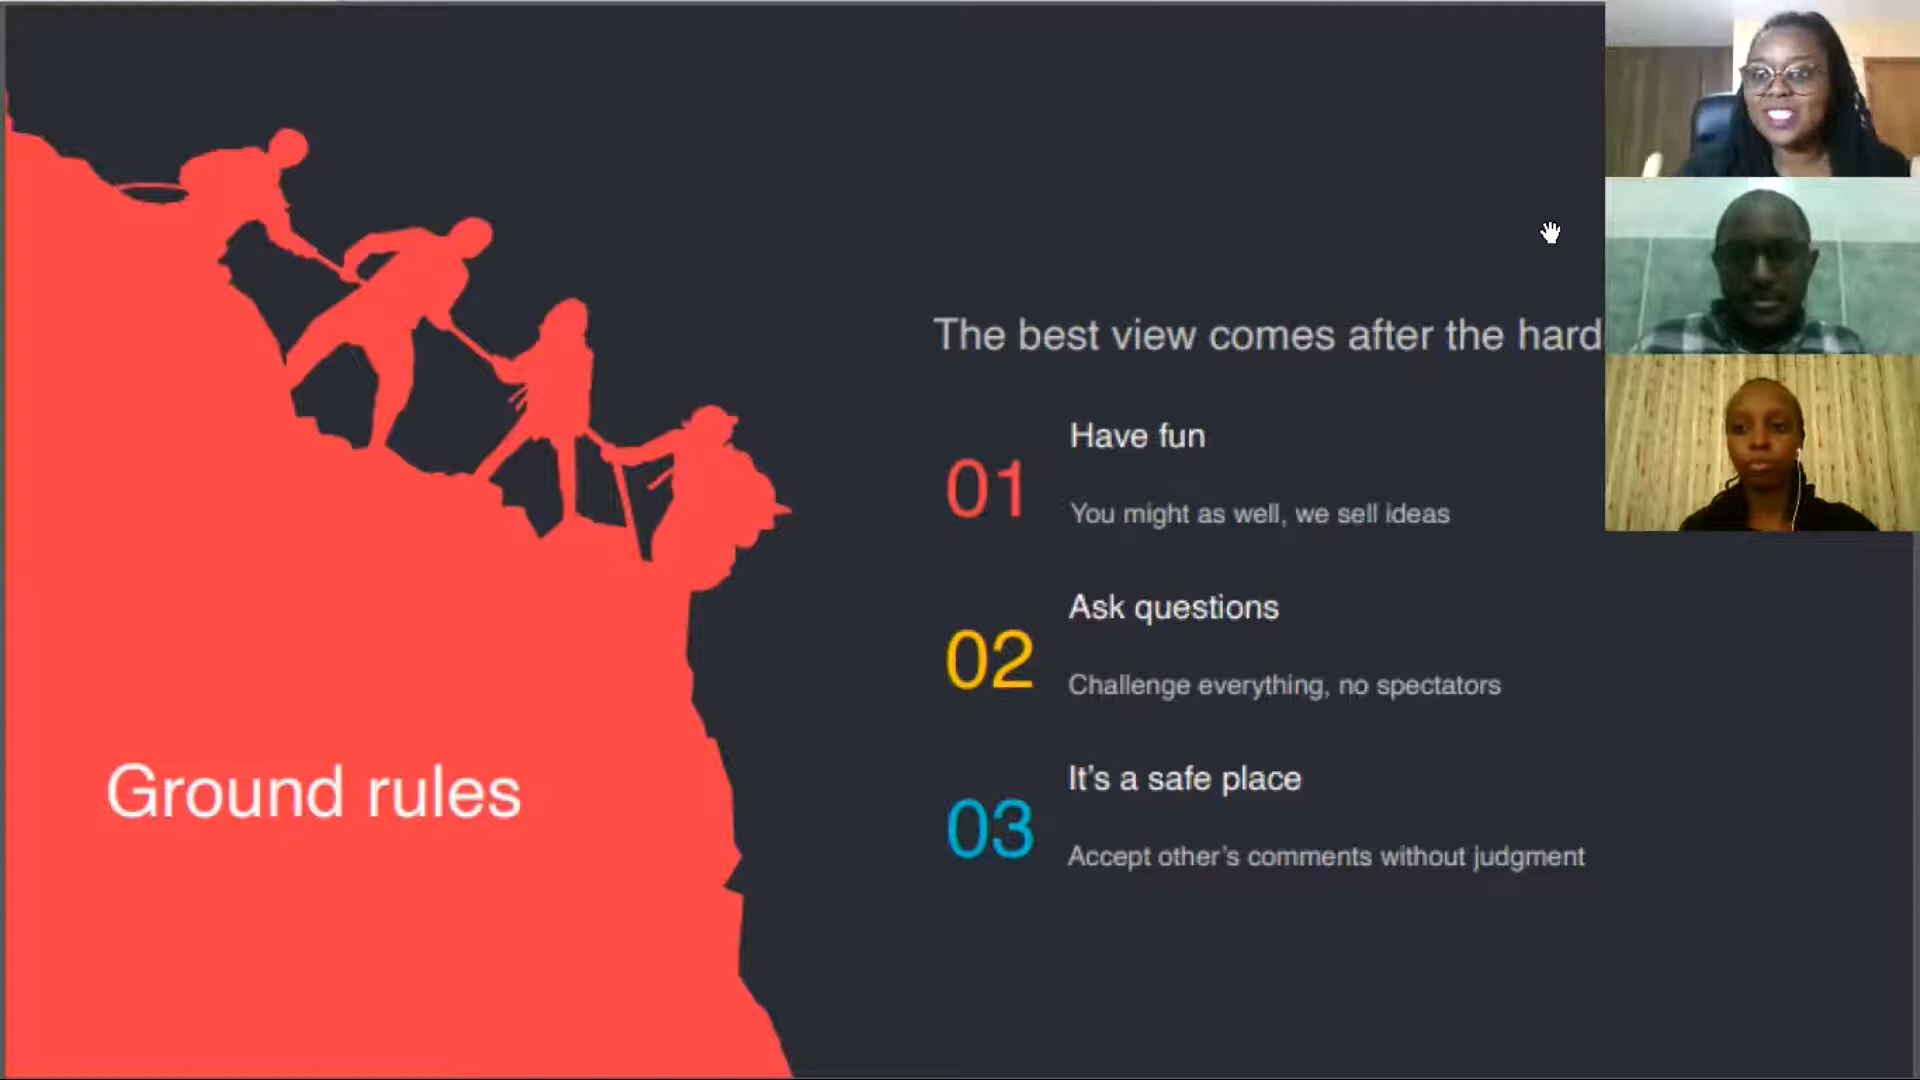 The best view comes after the hard
Have fun
01
You might as well, we sell ideas
Ask questions
02
Challenge everything, no spectators
It's a safe place
03
Accept other's comments without judgment
Ground rules